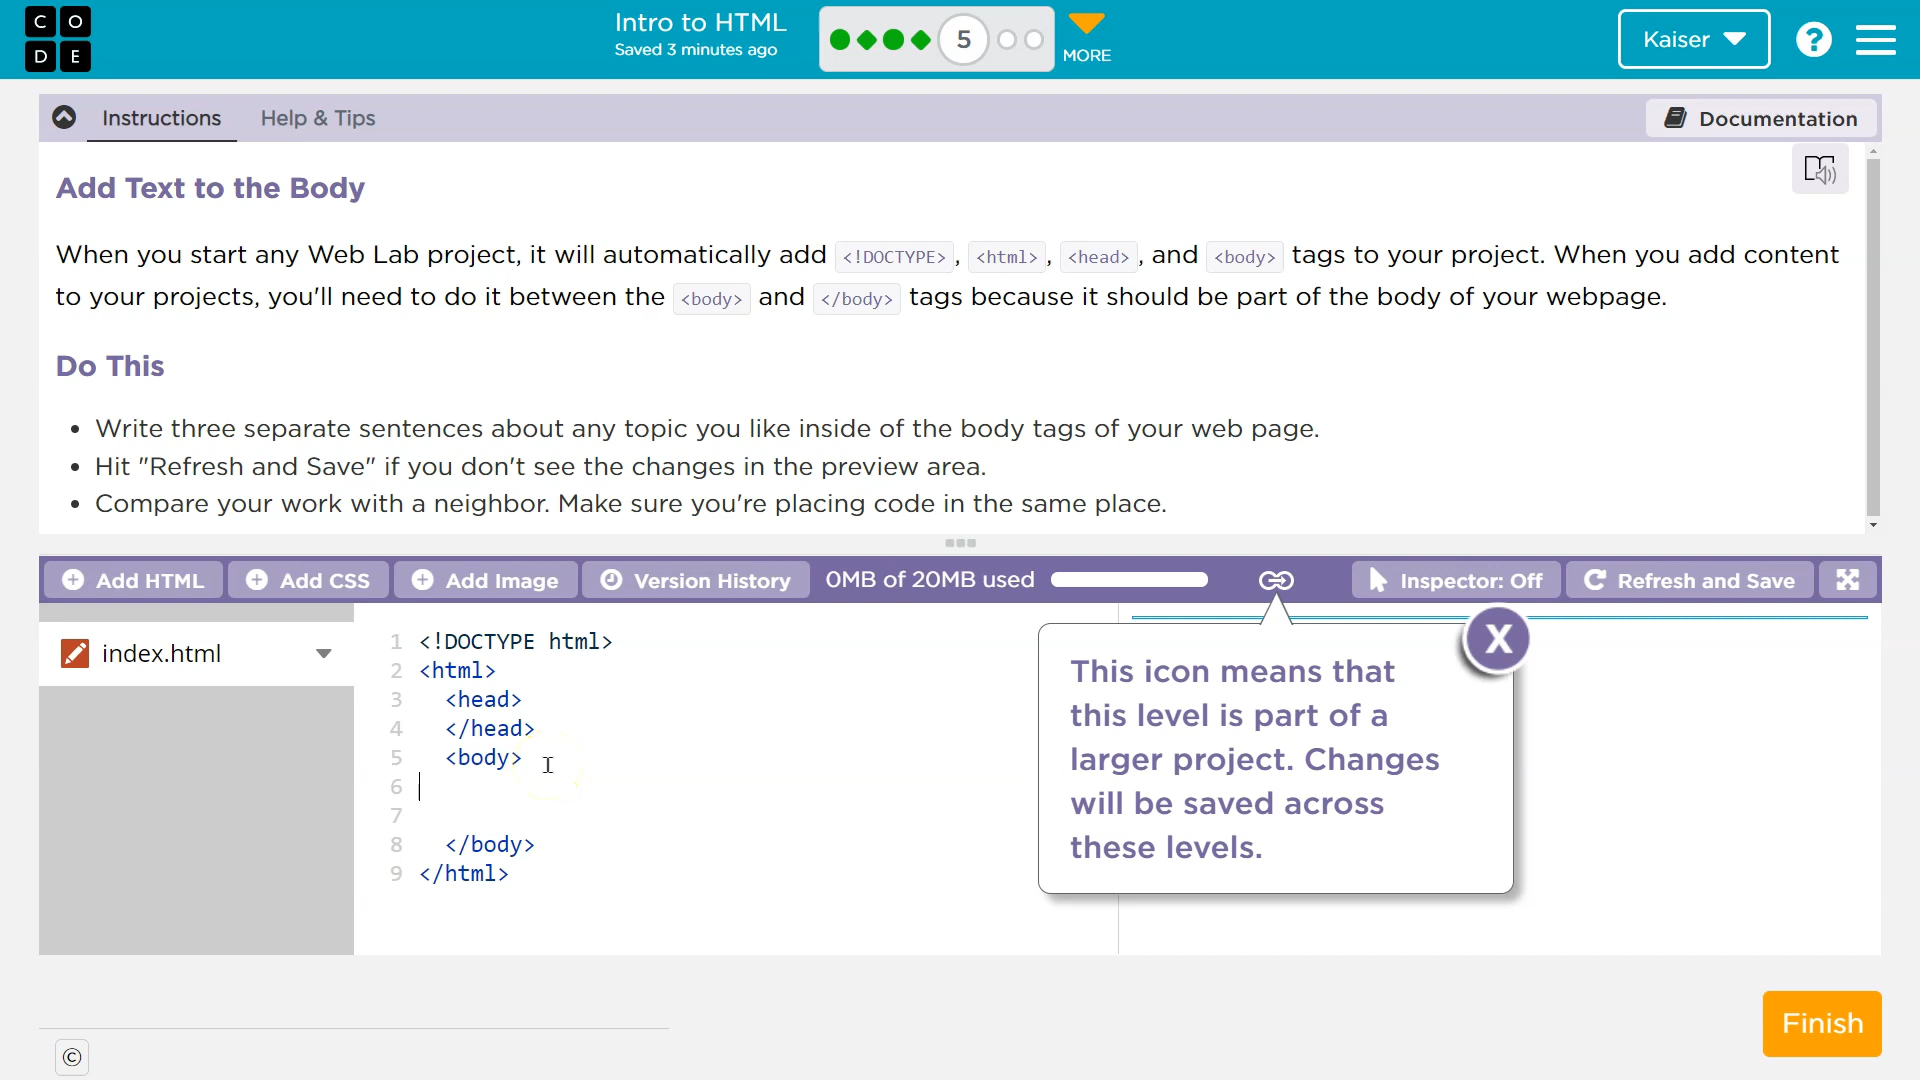 C O
D E
Intro to HTML
Saved 3 minutes ago
5
MORE
Kaiser
?
Instructions
Help & Tips
Documentation
Add Text to the Body
When you start any Web Lab project, it will automatically add <!DOCTYPE>, <html>, <head>, and <body> tags to your project. When you add content
to your projects, you'll need to do it between the <body> and </body> tags because it should be part of the body of your webpage.
Do This
• Write three separate sentences about any topic you like inside of the body tags of your web page.
• Hit "Refresh and Save" if you don't see the changes in the preview area.
• Compare your work with a neighbor. Make sure you're placing code in the same place.
Add HTML
Add CSS
Add Image
Version History
0MB of 20MB used
Inspector: Off
Refresh and Save
index.html
1 <!DOCTYPE html>
2 <html>
3 <head>
4 </head>
5 <body>
6
7
8 </body>
9 </html>
X
This icon means that
this level is part of a
larger project. Changes
will be saved across
these levels.
Finish
©